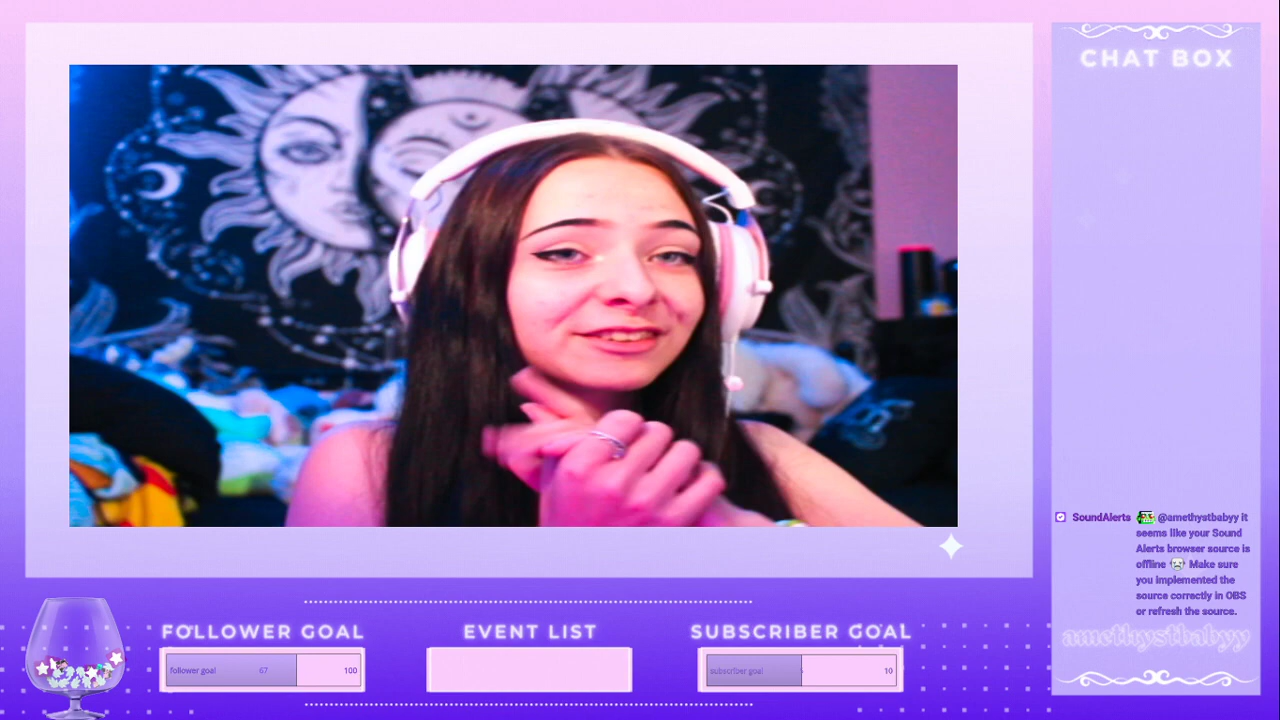 CHAT BOX
SoundAlerts @amethystbabyy it
seems like your Sound
Alerts browser source is
offline Make sure
you implemented the
source correctly in OBS
or refresh the source.
amethystbabyy
FOLLOWER GOAL
EVENT LIST
SUBSCRIBER GOAL
follower goal 67 100
subscriber goal 10